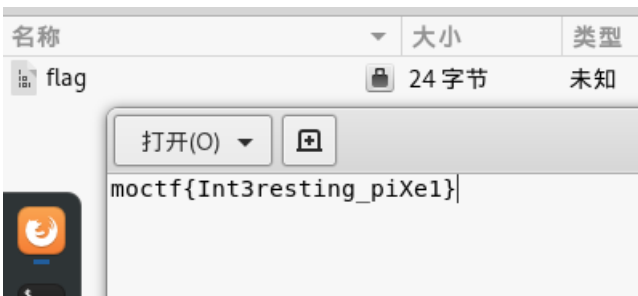 名称 大小 类型
flag 24 字节 未知
打开(O)
moctf{Int3resting_piXe1}